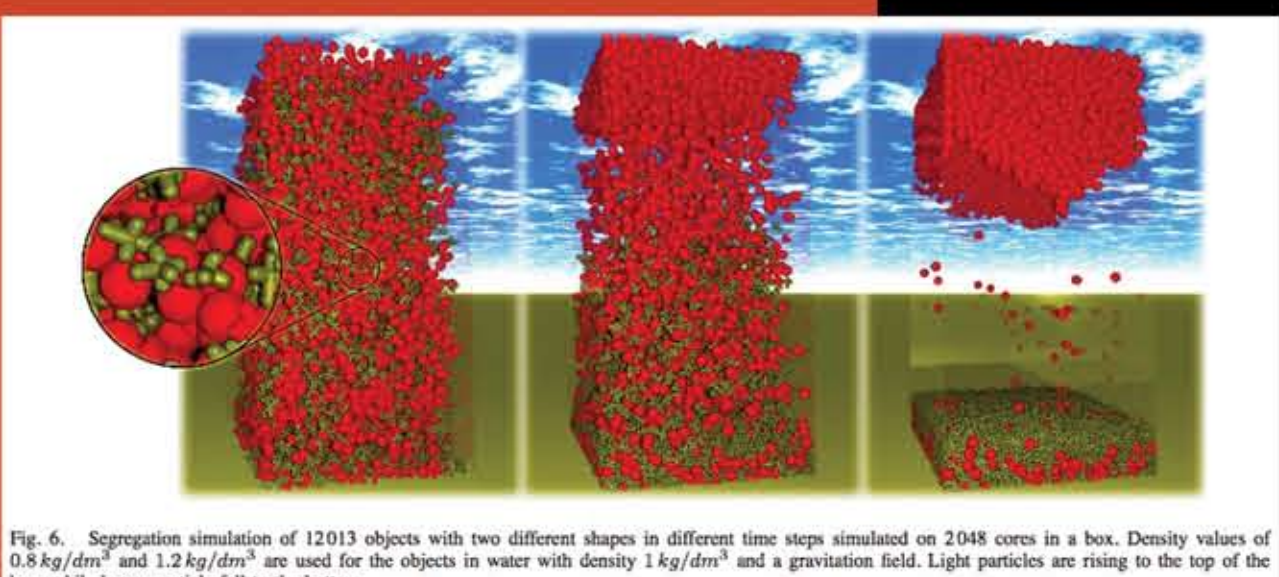 Fig. 6. Segregation simulation of 12013 objects with two different shapes in different time steps simulated on 2048 cores in a box. Density values of
0.8 kg/dm³ and 1.2 kg/dm³ are used for the objects in water with density 1 kg/dm³ and a gravitation field. Light particles are rising to the top of the